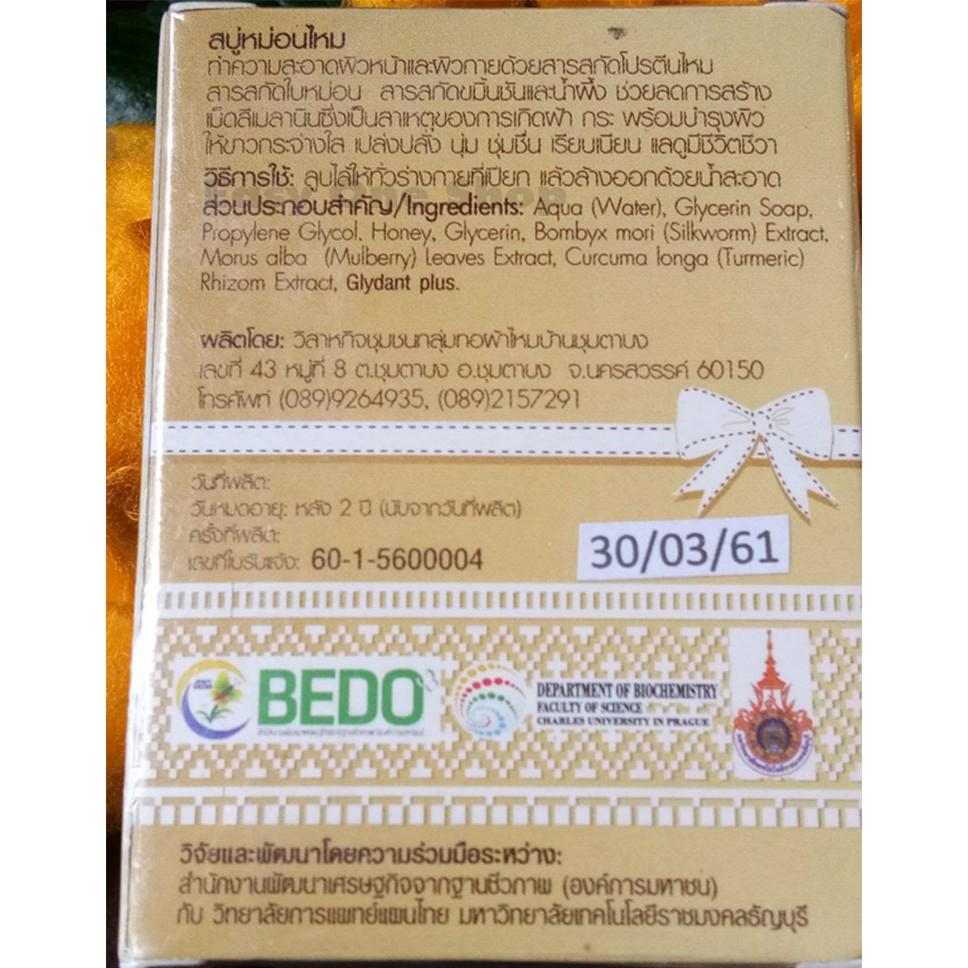 สบู่หม่อนไหม
ทำความสะอาดผิวหน้าและผิวกายด้วยสารสกัดโปรตีนไหม
สารสกัดใบหม่อน สารสกัดขมิ้นชันและน้ำผึ้ง ช่วยลดการสร้าง
เม็ดสีเมลานินซึ่งเป็นสาเหตุของการเกิดฝ้า กระ พร้อมบำรุงผิว
ให้ขาวกระจ่างใส เปล่งปลั่ง นุ่ม ชุ่มชื่น เรียบเนียน แลดูมีชีวิตชีวา
วิธีการใช้: ลูบไล้ให้ทั่วร่างกายที่เปียก แล้วล้างออกด้วยน้ำสะอาด
ส่วนประกอบสำคัญ/Ingredients: Aqua (Water), Glycerin Soap,
Propylene Glycol, Honey, Glycerin, Bombyx mori (Silkworm) Extract,
Morus alba (Mulberry) Leaves Extract, Curcuma longa (Turmeric)
Rhizom Extract, Glydant plus.
ผลิตโดย: วิสาหกิจชุมชนกลุ่มทอผ้าไหมบ้านชุมตาบง
เลขที่ 43 หมู่ที่ 8 ต.ชุมตาบง อ.ชุมตาบง จ.นครสวรรค์ 60150
โทรศัพท์ (089)9264935, (089)2157291
วันที่ผลิต:
วันหมดอายุ: หลัง 2 ปี (นับจากวันที่ผลิต)
ครั้งที่ผลิต:
เลขที่ใบรับแจ้ง: 60-1-5600004
30/03/61
BEDO
DEPARTMENT OF BIOCHEMISTRY
FACULTY OF SCIENCE
CHARLES UNIVERSITY IN PRAGUE
วิจัยและพัฒนาโดยความร่วมมือระหว่าง:
สำนักงานพัฒนาเศรษฐกิจจากฐานชีวภาพ (องค์การมหาชน)
กับ วิทยาลัยการแพทย์แผนไทย มหาวิทยาลัยเทคโนโลยีราชมงคลธัญบุรี